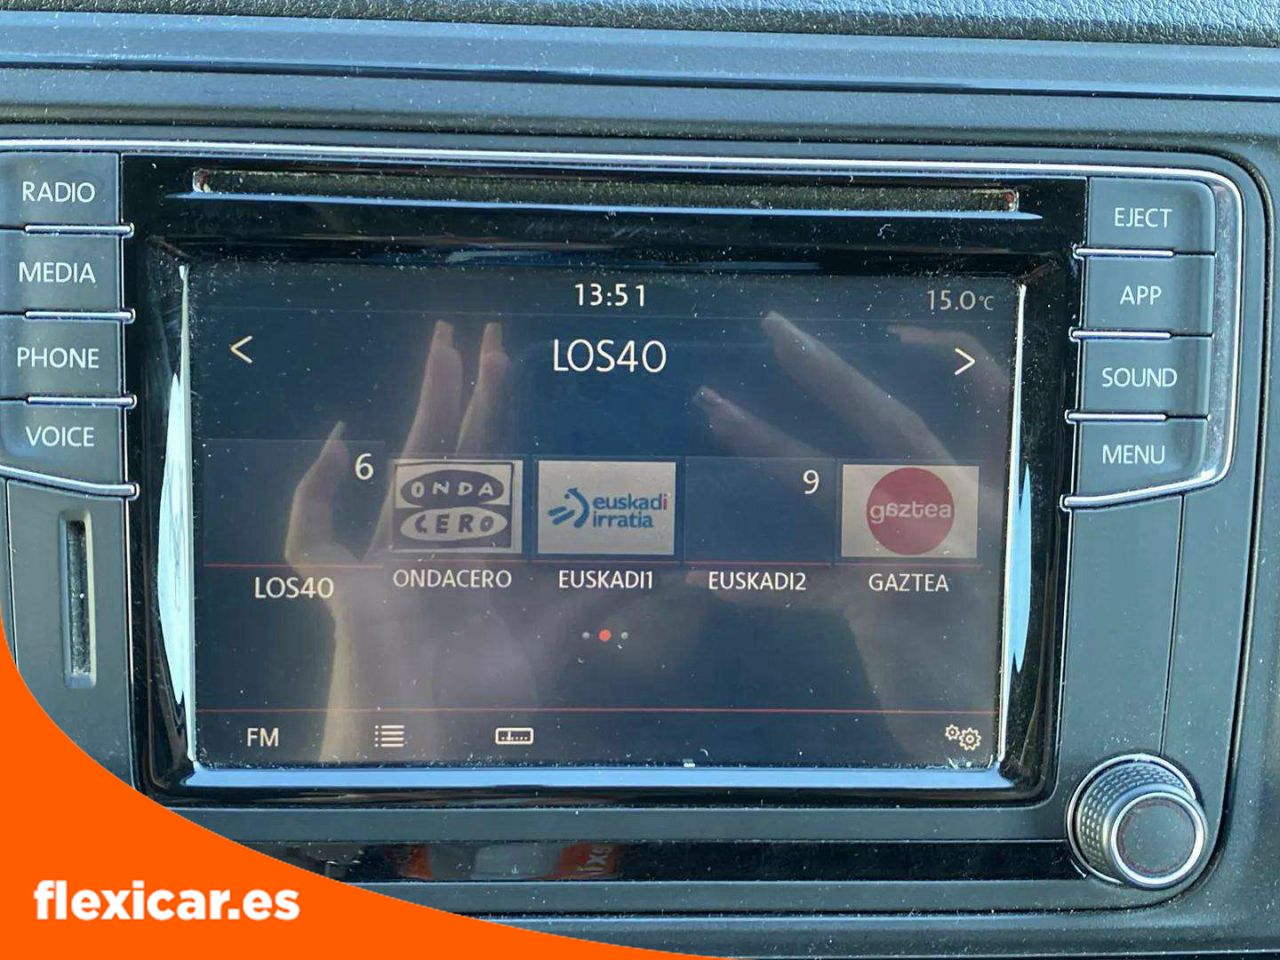 RADIO
MEDIA
PHONE
VOICE
EJECT
APP
SOUND
MENU
13:51
15.0°C
<
LOS40
>
6
ONDA
CERO
euskadi
irratia
9
gaztea
LOS40
ONDACERO
EUSKADI1
EUSKADI2
GAZTEA
FM
flexicar.es